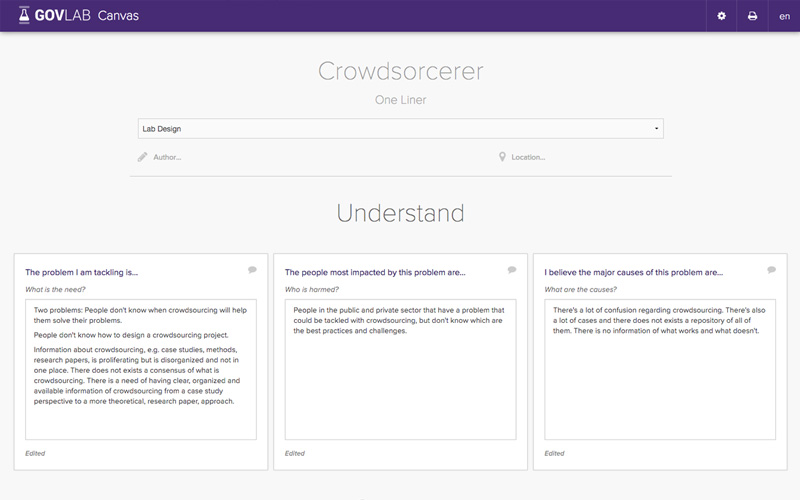 GOVLAB Canvas
en
Crowdsorcerer
One Liner
Lab Design
Author...
Location...
Understand
The problem I am tackling is...
What is the need?
Two problems: People don't know when crowdsourcing will help
them solve their problems.
People don't know how to design a crowdsourcing project.
Information about crowdsourcing, e.g. case studies, methods,
research papers, is proliferating but is disorganized and not in
one place. There does not exists a consensus of what is
crowdsourcing. There is a need of having clear, organized and
available information of crowdsourcing from a case study
perspective to a more theoretical, research paper, approach.
Edited
The people most impacted by this problem are...
Who is harmed?
People in the public and private sector that have a problem that
could be tackled with crowdsourcing, but don't know which are
the best practices and challenges.
Edited
I believe the major causes of this problem are...
What are the causes?
There's a lot of confusion regarding crowdsourcing. There's also
a lot of cases and there does not exists a repository of all of
them. There is no information of what works and what doesn't.
Edited